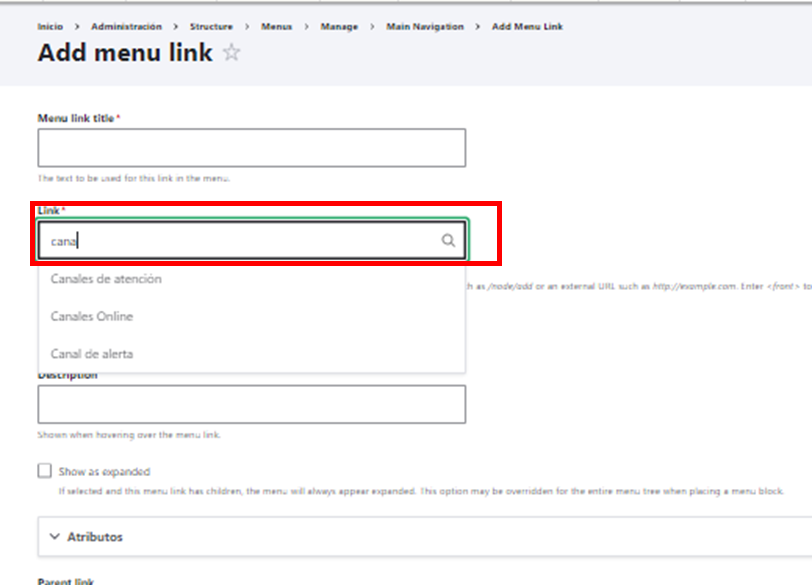 Inicio > Administración > Structure > Menus > Manage > Main Navigation > Add Menu Link
Add menu link
Menu link title*
The text to be used for this link in the menu.
Link*
cana
Canales de atención
as /node/add or an external URL such as http://example.com. Enter <front> to
Canales Online
Canal de alerta
Description
Shown when hovering over the menu link.
Show as expanded
If selected and this menu link has children, the menu will always appear expanded. This option may be overridden for the entire menu tree when placing a menu block.
Atributos
Parent link